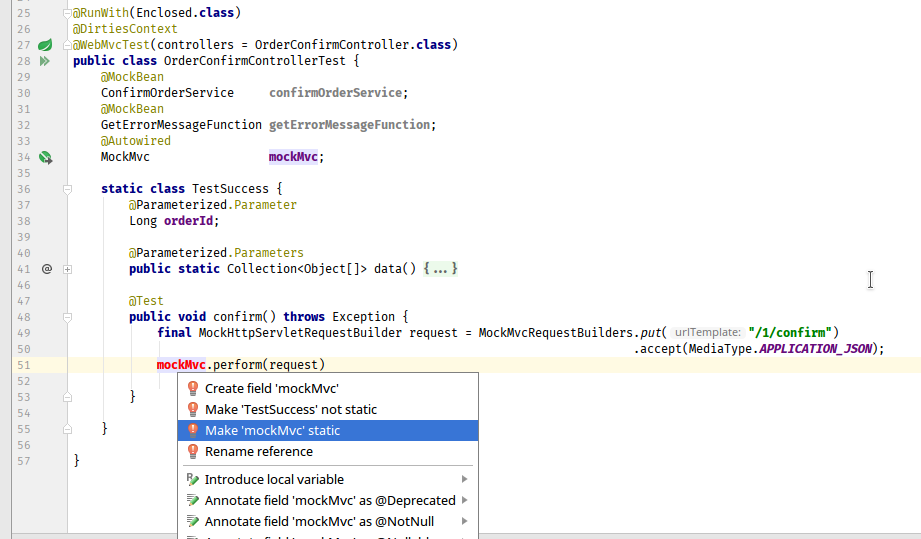 25 @RunWith(Enclosed.class)
26 @DirtiesContext
27 @WebMvcTest(controllers = OrderConfirmController.class)
28 public class OrderConfirmControllerTest {
29 @MockBean
30 ConfirmOrderService confirmOrderService;
31 @MockBean
32 GetErrorMessageFunction getErrorMessageFunction;
33 @Autowired
34 MockMvc mockMvc;
35
36 static class TestSuccess {
37 @Parameterized.Parameter
38 Long orderId;
39
40 @Parameterized.Parameters
41 @ public static Collection<Object[]> data() {...}
46
47 @Test
48 public void confirm() throws Exception {
49 final MockHttpServletRequestBuilder request = MockMvcRequestBuilders.put( urlTemplate: "/1/confirm")
50 .accept(MediaType.APPLICATION_JSON);
51 mockMvc.perform(request)
52 Create field 'mockMvc'
53 } Make 'TestSuccess' not static
54 Make 'mockMvc' static
55 } Rename reference
56
57 } Introduce local variable
Annotate field 'mockMvc' as @Deprecated
Annotate field 'mockMvc' as @NotNull